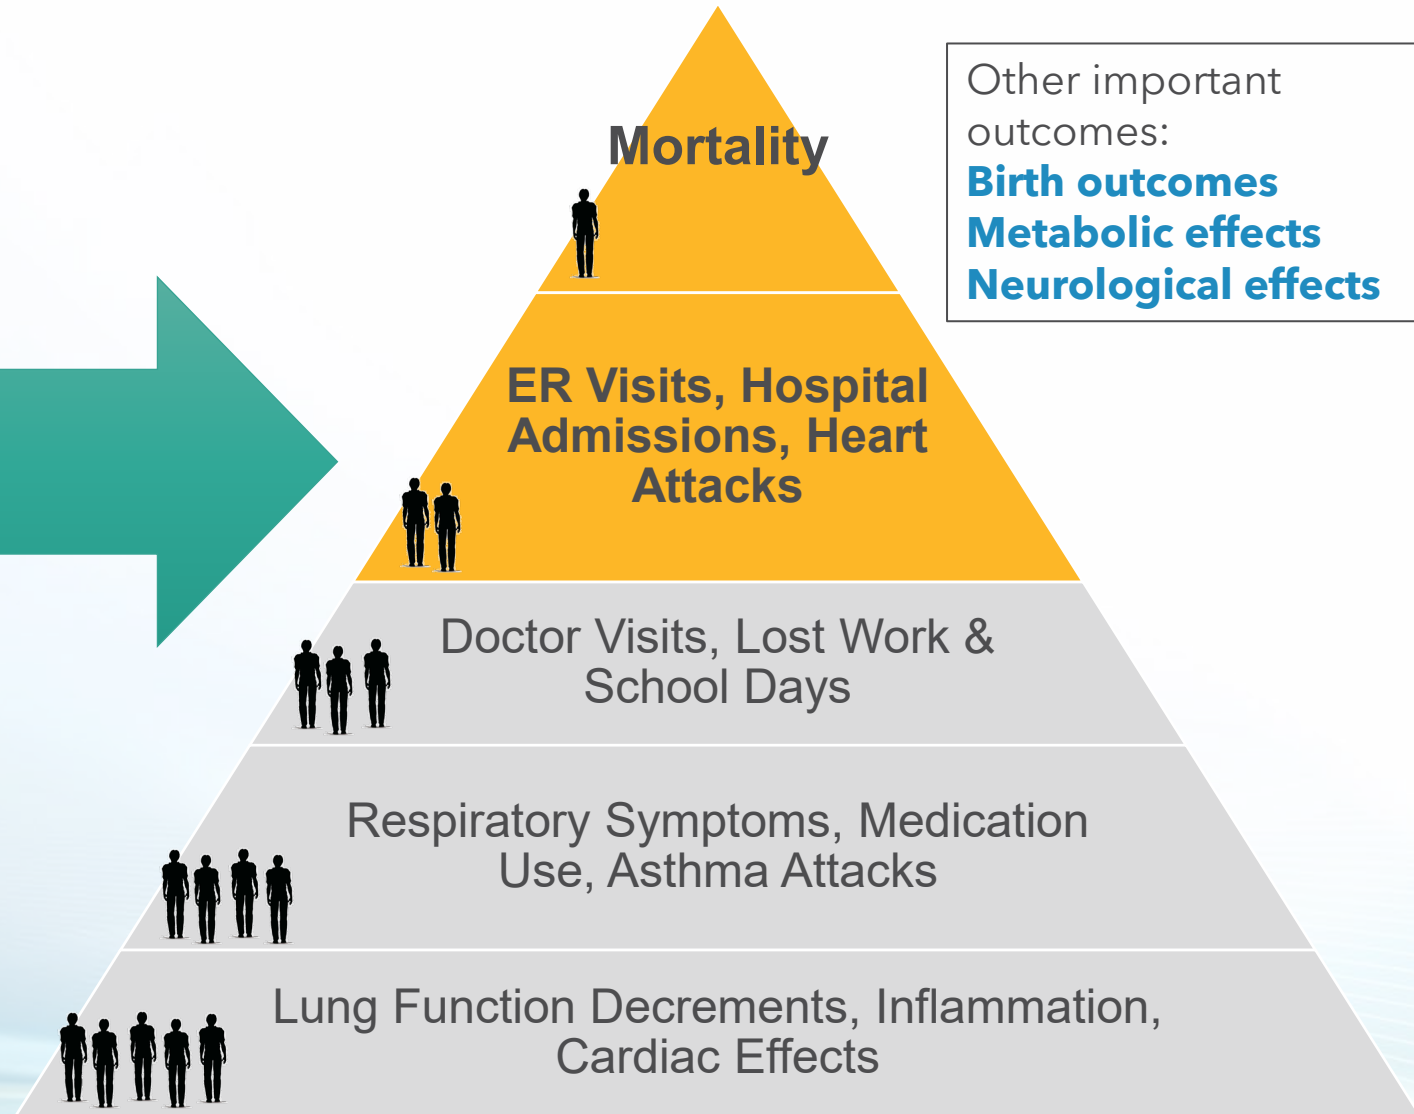 Mortality
Other important
outcomes:
Birth outcomes
Metabolic effects
Neurological effects
ER Visits, Hospital
Admissions, Heart
Attacks
Doctor Visits, Lost Work &
School Days
Respiratory Symptoms, Medication
Use, Asthma Attacks
Lung Function Decrements, Inflammation,
Cardiac Effects